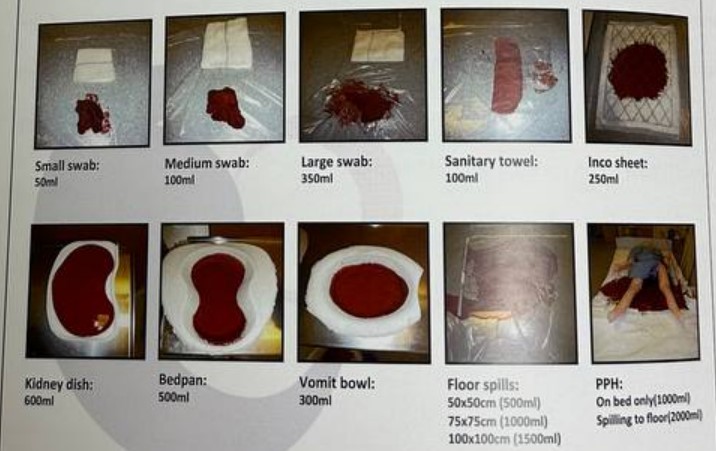 Small swab:
50ml
Medium swab:
100ml
Large swab:
350ml
Sanitary towel:
100ml
Inco sheet:
250ml
Kidney dish:
600ml
Bedpan:
500ml
Vomit bowl:
300ml
Floor spills:
50x50cm (500ml)
75x75cm (1000ml)
100x100cm (1500ml)
PPH:
On bed only(1000ml)
Spilling to floor(2000ml)